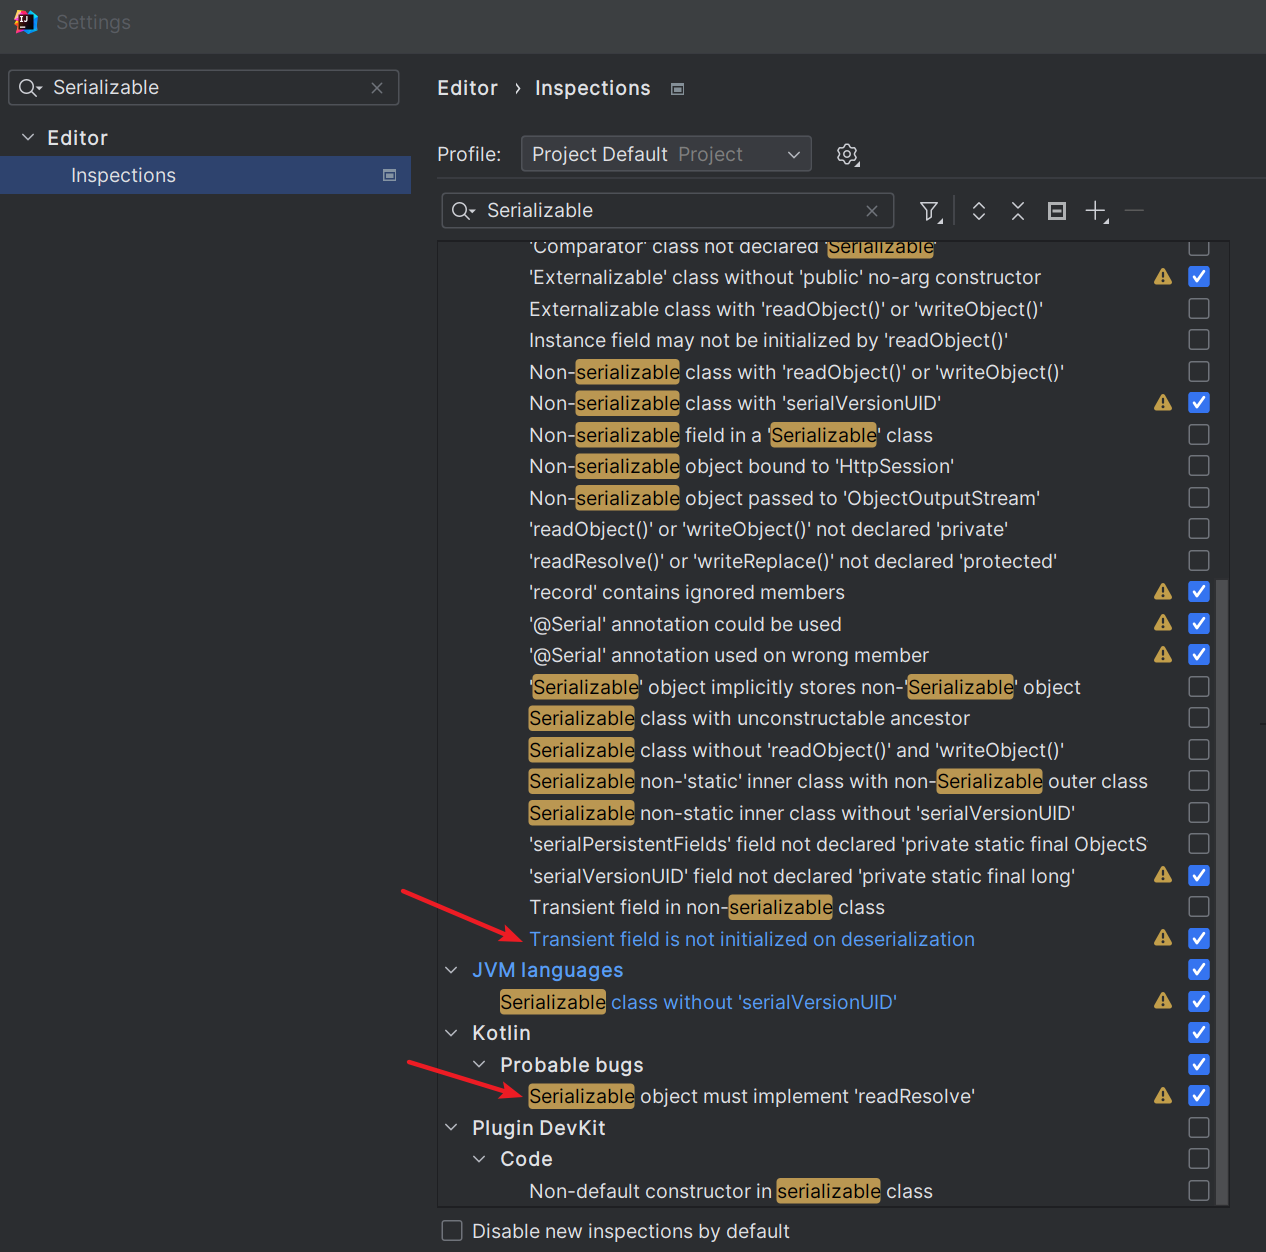 Settings
Serializable
Editor
Inspections
Editor › Inspections
Profile: Project Default Project
Serializable
'Comparator' class not declared 'Serializable'
'Externalizable' class without 'public' no-arg constructor
Externalizable class with 'readObject()' or 'writeObject()'
Instance field may not be initialized by 'readObject()'
Non-serializable class with 'readObject()' or 'writeObject()'
Non-serializable class with 'serialVersionUID'
Non-serializable field in a 'Serializable' class
Non-serializable object bound to 'HttpSession'
Non-serializable object passed to 'ObjectOutputStream'
'readObject()' or 'writeObject()' not declared 'private'
'readResolve()' or 'writeReplace()' not declared 'protected'
'record' contains ignored members
'@Serial' annotation could be used
'@Serial' annotation used on wrong member
'Serializable' object implicitly stores non-'Serializable' object
Serializable class with unconstructable ancestor
Serializable class without 'readObject()' and 'writeObject()'
Serializable non-'static' inner class with non-Serializable outer class
Serializable non-static inner class without 'serialVersionUID'
'serialPersistentFields' field not declared 'private static final ObjectS
'serialVersionUID' field not declared 'private static final long'
Transient field in non-serializable class
Transient field is not initialized on deserialization
JVM languages
Serializable class without 'serialVersionUID'
Kotlin
Probable bugs
Serializable object must implement 'readResolve'
Plugin DevKit
Code
Non-default constructor in serializable class
Disable new inspections by default